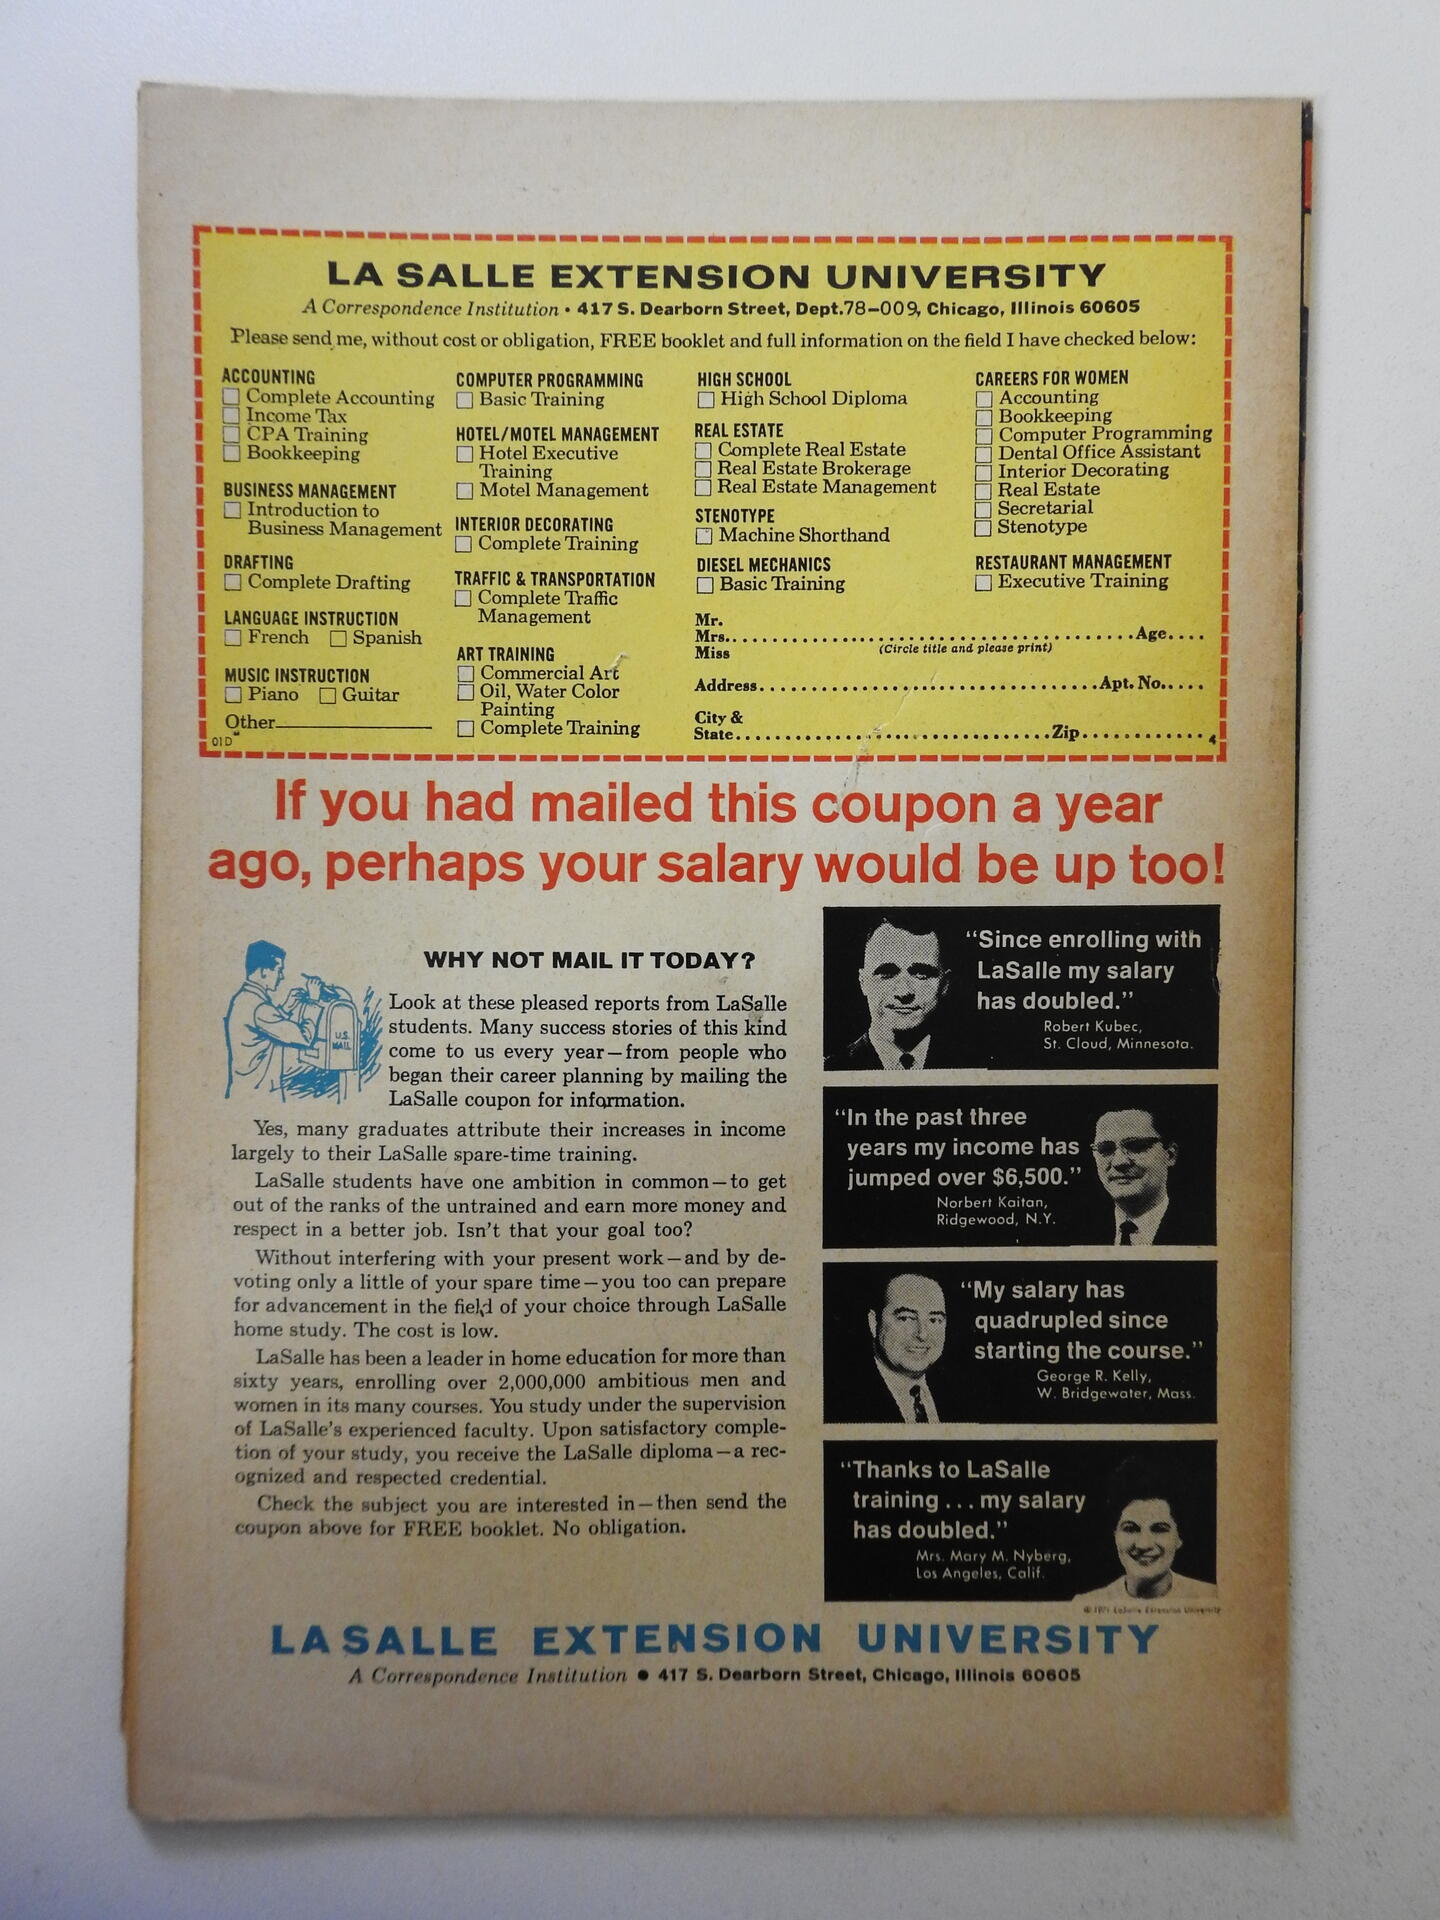 LA SALLE EXTENSION UNIVERSITY
A Correspondence Institution • 417 S. Dearborn Street, Dept.78-009, Chicago, Illinois 60605
Please send me, without cost or obligation, FREE booklet and full information on the field I have checked below:
ACCOUNTING
Complete Accounting
Income Tax
CPA Training
Bookkeeping
BUSINESS MANAGEMENT
Introduction to
Business Management
DRAFTING
Complete Drafting
LANGUAGE INSTRUCTION
French Spanish
MUSIC INSTRUCTION
Piano Guitar
Other
01D
COMPUTER PROGRAMMING
Basic Training
HOTEL/MOTEL MANAGEMENT
Hotel Executive
Training
Motel Management
INTERIOR DECORATING
Complete Training
TRAFFIC & TRANSPORTATION
Complete Traffic
Management
ART TRAINING
Commercial Art
Oil, Water Color
Painting
Complete Training
HIGH SCHOOL
High School Diploma
REAL ESTATE
Complete Real Estate
Real Estate Brokerage
Real Estate Management
STENOTYPE
Machine Shorthand
DIESEL MECHANICS
Basic Training
CAREERS FOR WOMEN
Accounting
Bookkeeping
Computer Programming
Dental Office Assistant
Interior Decorating
Real Estate
Secretarial
Stenotype
RESTAURANT MANAGEMENT
Executive Training
Mr.
Mrs. Age
Miss (Circle title and please print)
Address Apt. No.
City &
State Zip 4
If you had mailed this coupon a year
ago, perhaps your salary would be up too!
U.S.
MAIL
WHY NOT MAIL IT TODAY?
Look at these pleased reports from LaSalle
students. Many success stories of this kind
come to us every year—from people who
began their career planning by mailing the
LaSalle coupon for information.
Yes, many graduates attribute their increases in income
largely to their LaSalle spare-time training.
LaSalle students have one ambition in common—to get
out of the ranks of the untrained and earn more money and
respect in a better job. Isn't that your goal too?
Without interfering with your present work—and by de-
voting only a little of your spare time—you too can prepare
for advancement in the field of your choice through LaSalle
home study. The cost is low.
LaSalle has been a leader in home education for more than
sixty years, enrolling over 2,000,000 ambitious men and
women in its many courses. You study under the supervision
of LaSalle's experienced faculty. Upon satisfactory comple-
tion of your study, you receive the LaSalle diploma—a rec-
ognized and respected credential.
Check the subject you are interested in—then send the
coupon above for FREE booklet. No obligation.
"Since enrolling with
LaSalle my salary
has doubled."
Robert Kubec,
St. Cloud, Minnesota.
"In the past three
years my income has
jumped over $6,500."
Norbert Kaitan,
Ridgewood, N.Y.
"My salary has
quadrupled since
starting the course."
George R. Kelly,
W. Bridgewater, Mass.
"Thanks to LaSalle
training . . . my salary
has doubled."
Mrs. Mary M. Nyberg,
Los Angeles, Calif.
© 1971 LaSalle Extension University
LA SALLE EXTENSION UNIVERSITY
A Correspondence Institution • 417 S. Dearborn Street, Chicago, Illinois 60605